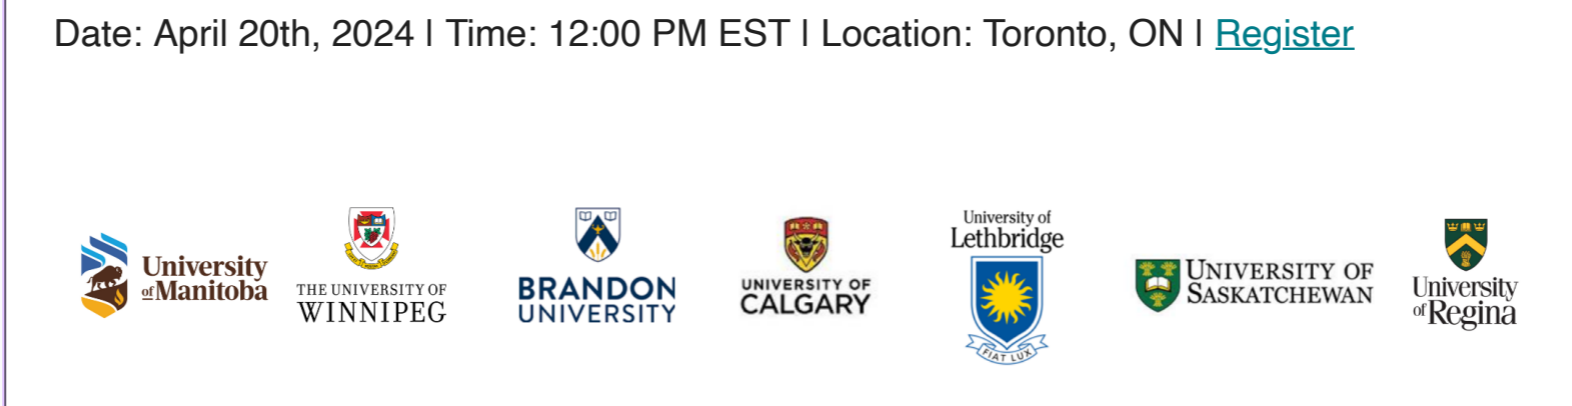 Date: April 20th, 2024 | Time: 12:00 PM EST | Location: Toronto, ON | Register
University
of Manitoba
THE UNIVERSITY OF
WINNIPEG
BRANDON
UNIVERSITY
UNIVERSITY OF
CALGARY
University of
Lethbridge
FIAT LUX
UNIVERSITY OF
SASKATCHEWAN
University
of Regina